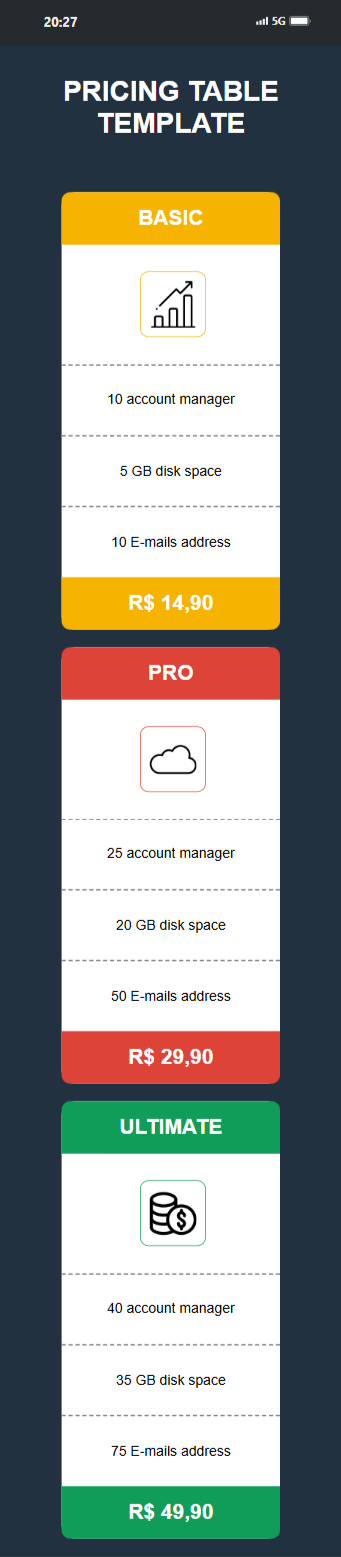 20:27
5G
PRICING TABLE
TEMPLATE
BASIC
10 account manager
5 GB disk space
10 E-mails address
R$ 14,90
PRO
25 account manager
20 GB disk space
50 E-mails address
R$ 29,90
ULTIMATE
$
40 account manager
35 GB disk space
75 E-mails address
R$ 49,90